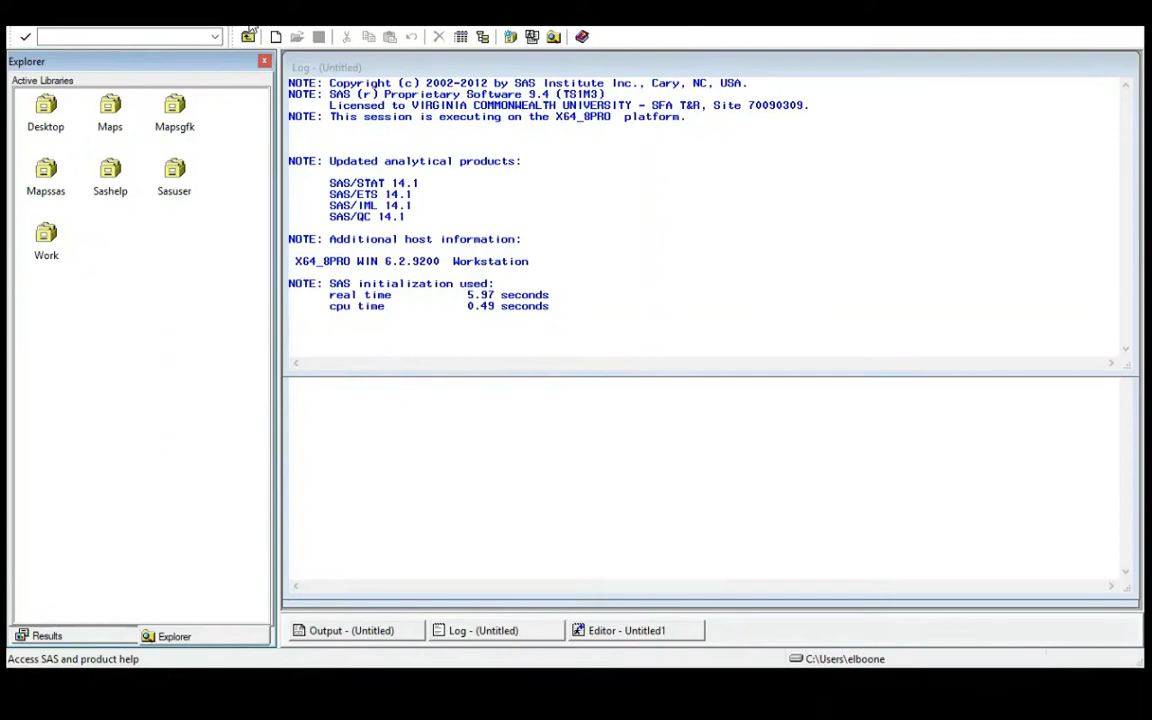 Explorer
Active Libraries
Desktop
Maps
Mapsgfk
Mapssas
Sashelp
Sasuser
Work
Log - (Untitled)
NOTE: Copyright (c) 2002-2012 by SAS Institute Inc., Cary, NC, USA.
NOTE: SAS (r) Proprietary Software 9.4 (TS1M3)
Licensed to VIRGINIA COMMONWEALTH UNIVERSITY - SFA T&R, Site 70090309.
NOTE: This session is executing on the X64_8PRO platform.
NOTE: Updated analytical products:
SAS/STAT 14.1
SAS/ETS 14.1
SAS/IML 14.1
SAS/QC 14.1
NOTE: Additional host information:
X64_8PRO WIN 6.2.9200 Workstation
NOTE: SAS initialization used:
real time 5.97 seconds
cpu time 0.49 seconds
Results
Explorer
Output - (Untitled)
Log - (Untitled)
Editor - Untitled1
Access SAS and product help
C:\Users\elboone